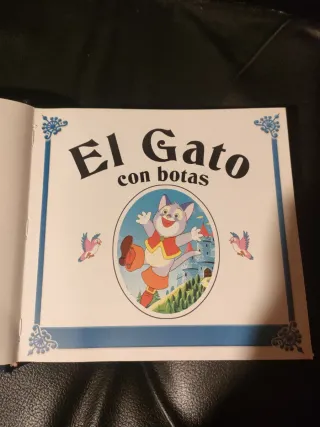 El Gato
con botas